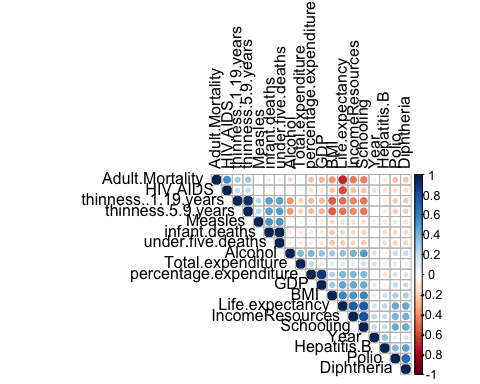 Adult.Mortality
HIV.AIDS
thinness..1.19.years
thinness.5.9.years
Measles
infant.deaths
under.five.deaths
Alcohol
Total.expenditure
percentage.expenditure
GDP
BMI
Life.expectancy
IncomeResources
Schooling
Year
Hepatitis.B
Polio
Diphtheria
Adult.Mortality
HIV.AIDS
thinness..1.19.years
thinness.5.9.years
Measles
infant.deaths
under.five.deaths
Alcohol
Total.expenditure
percentage.expenditure
GDP
BMI
Life.expectancy
IncomeResources
Schooling
Year
Hepatitis.B
Polio
Diphtheria
1
0.8
0.6
0.4
0.2
0
-0.2
-0.4
-0.6
-0.8
-1